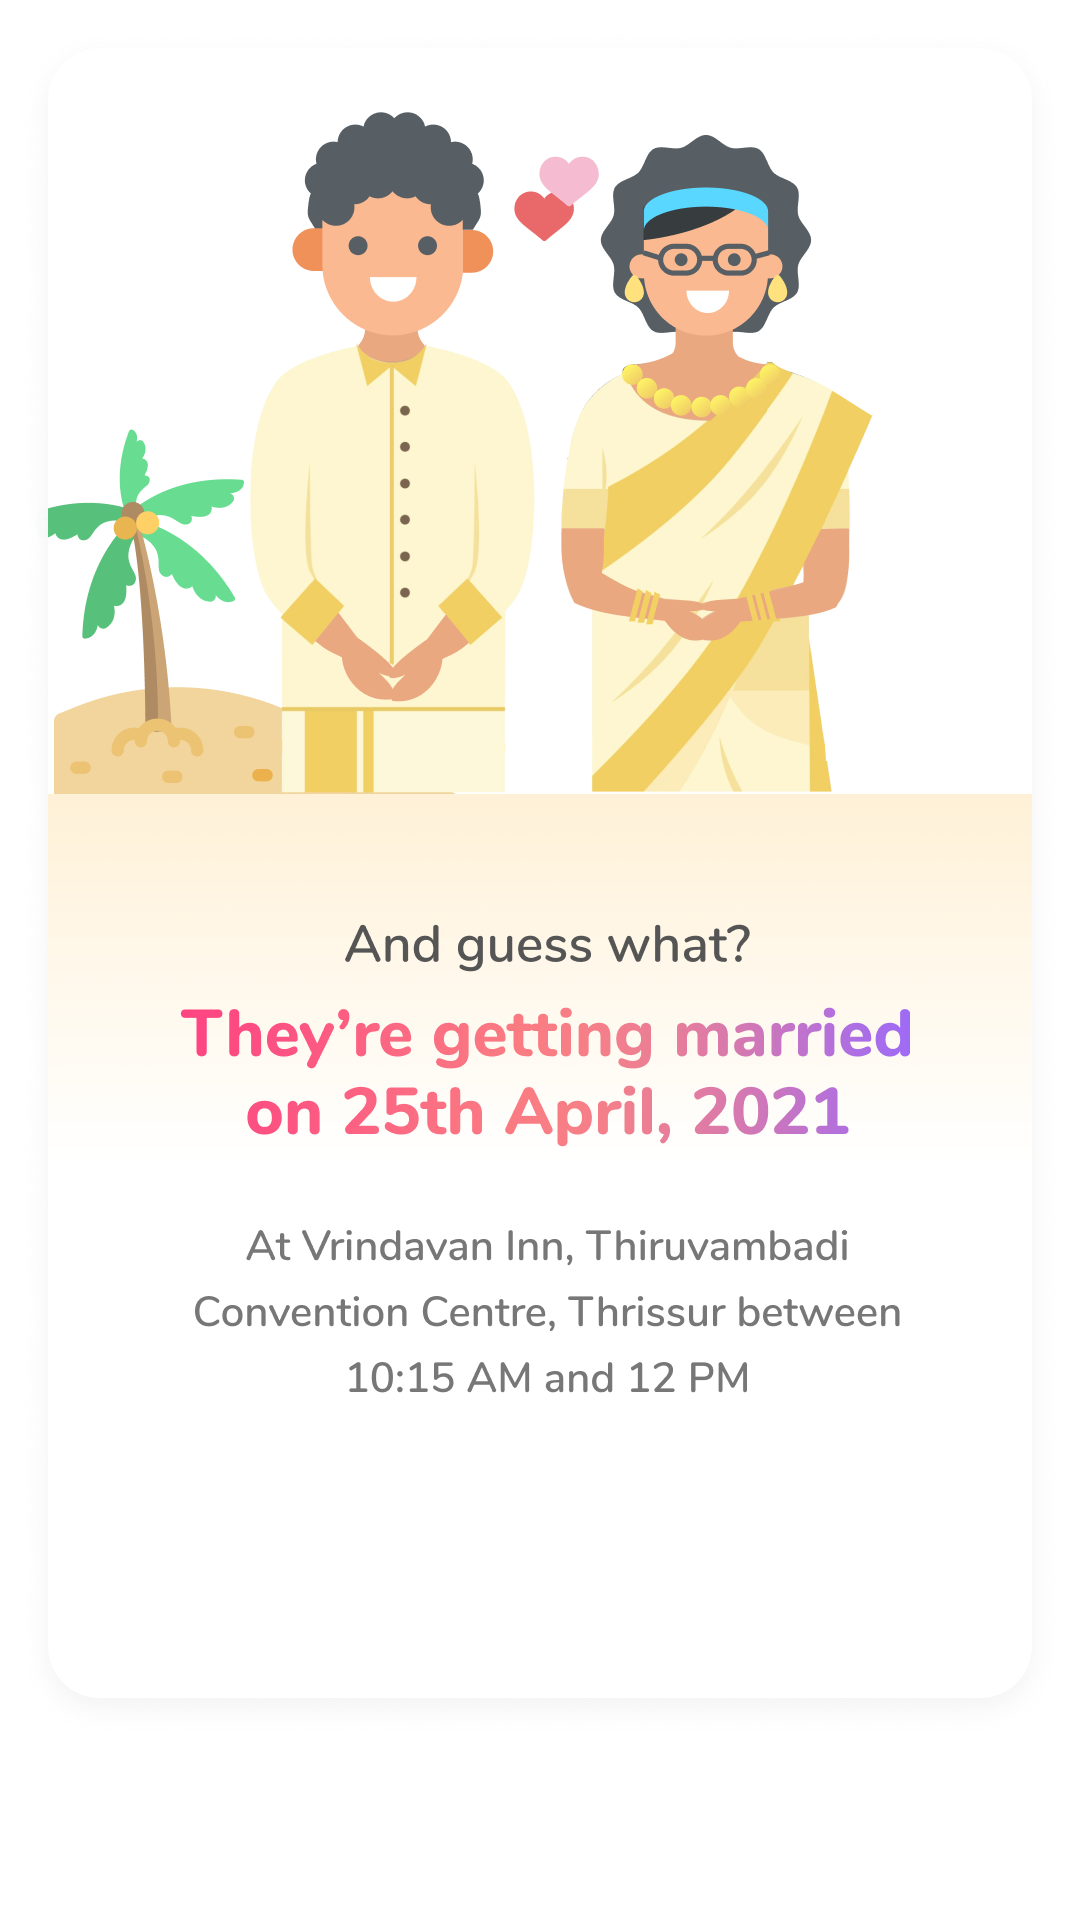 And guess what?
They’re getting married
on 25th April, 2021
At Vrindavan Inn, Thiruvambadi
Convention Centre, Thrissur between
10:15 AM and 12 PM